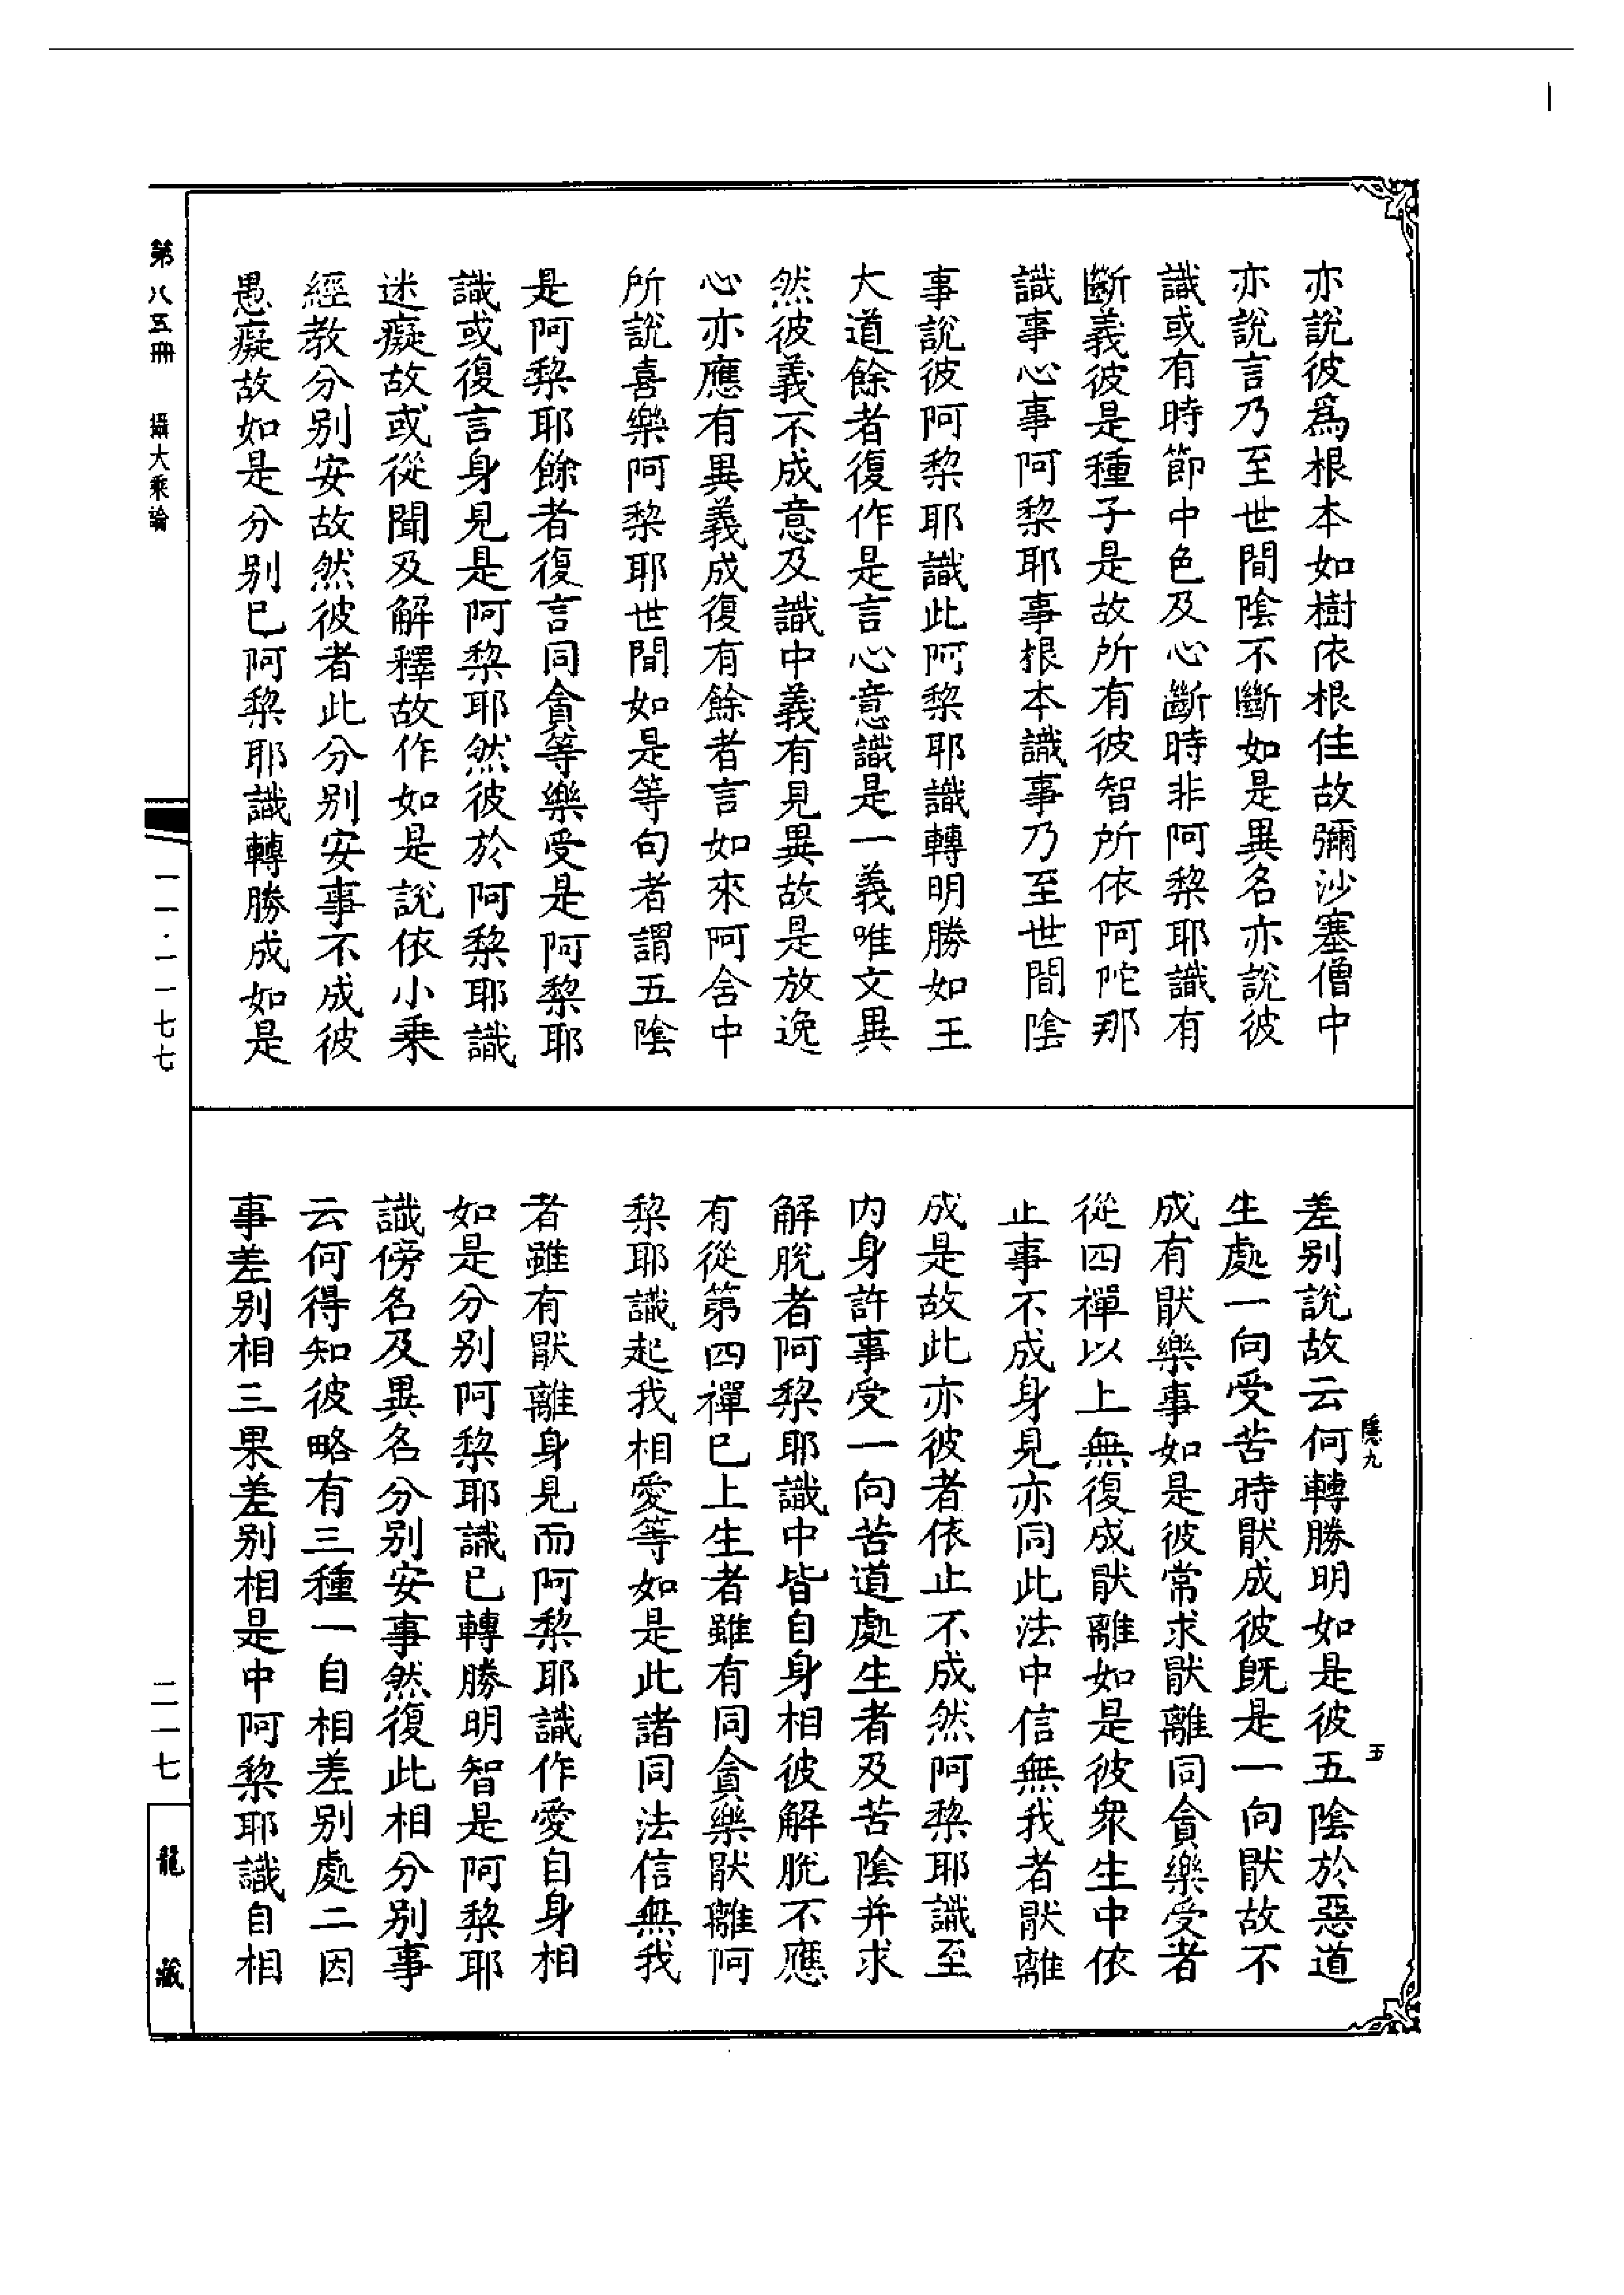 亦說彼為根本如樹依根住故彌沙塞僧中
亦說言乃至世間陰不斷如是異名亦說彼
識或有時節中色及心斷時非阿犂耶識有
斷義彼是種子是故所有彼智所依阿陀那
識事心事阿犂耶事根本識事乃至世間陰
事說彼阿犂耶識此阿犂耶識轉明勝如王
大道餘者復作是言心意識是一義唯文異
然彼義不成意及識中義有見異故是放逸
心亦應有異義成復有餘者言如來阿含中
所說喜樂阿犂耶世間如是等句者謂五陰
是阿犂耶餘者復言同貪等樂受是阿犂耶
識或復言身見是阿犂耶然彼於阿犂耶識
迷癡故或從聞及解釋故作如是說依小乘
經教分別安故然彼者此分別安事不成彼
愚癡故如是分別已阿犂耶識轉勝成如是
差別說故云何轉勝明如是彼五陰於惡道
生處一向受苦時猒成彼旣是一向猒故不
成有猒樂事如是彼常求猒離同貪樂受者
從四禪以上無復成猒離如是彼眾生中依
止事不成身見亦同此法中信無我者猒離
成是故此亦彼者依止不成然阿犂耶識至
內身許事受一向苦道處生者及苦陰并求
解脫者阿犂耶識中皆自身相彼解脫不應
有從第四禪已上生者雖有同貪樂猒離阿
犂耶識起我相愛等如是此諸同法信無我
者雖有猒離身見而阿犂耶識作愛自身相
如是分別阿犂耶識已轉勝明智是阿犂耶
識傍名及異名分別安事然復此相分別事
云何得知彼略有三種一自相差別處二因
事差別相三果差別相是中阿犂耶識自相
隱九
五
第八五冊 攝大乘論
一一·一一七七
二一七
龍藏